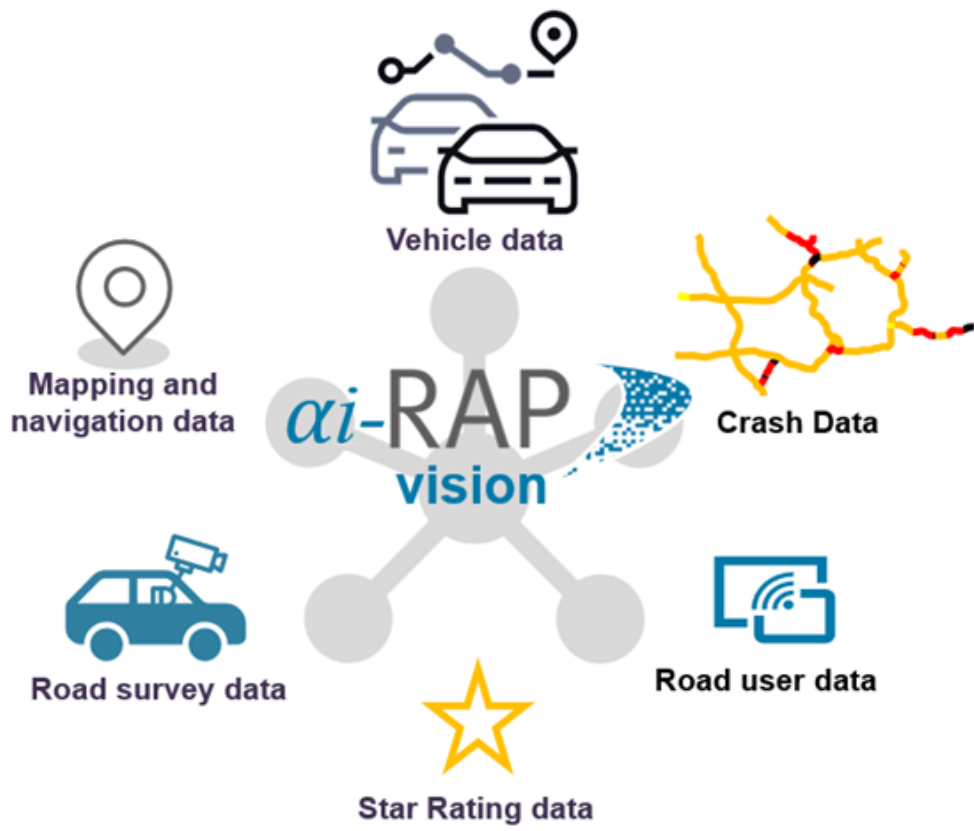 Vehicle data
Mapping and
navigation data
αi-RAP
vision
Crash Data
Road survey data
Road user data
Star Rating data